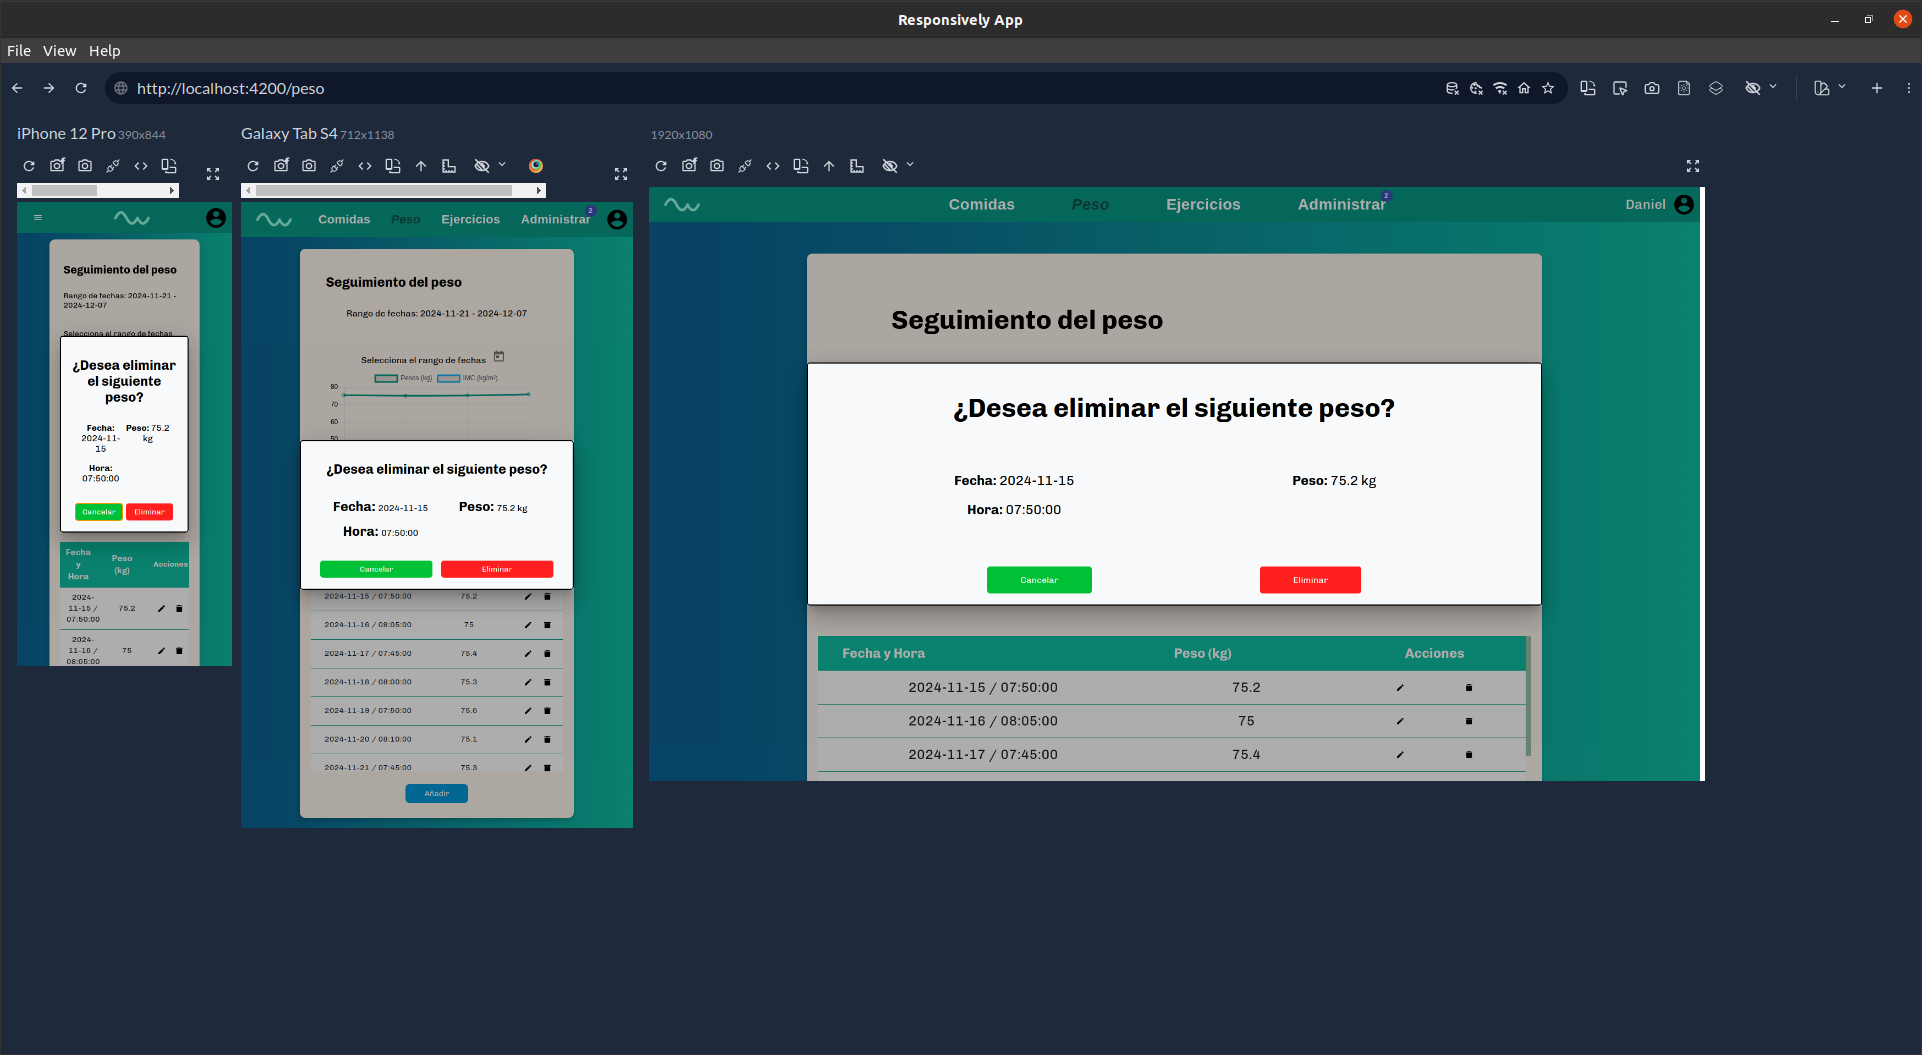 Responsively App
File View Help
http://localhost:4200/peso
iPhone 12 Pro 390x844
Seguimiento del peso
Rango de fechas: 2024-11-21 -
2024-12-07
Selecciona el rango de fechas
¿Desea eliminar
el siguiente
peso?
Fecha:
2024-11-
15
Peso: 75.2
kg
Hora:
07:50:00
Cancelar Eliminar
Fecha
y
Hora
Peso
(kg)
Acciones
2024-
11-15 /
07:50:00
75.2
2024-
11-16 /
08:05:00
75
Galaxy Tab S4 712x1138
Comidas Peso Ejercicios Administrar 2
Seguimiento del peso
Rango de fechas: 2024-11-21 - 2024-12-07
Selecciona el rango de fechas
Pesos (kg) IMC (kg/m²)
80
70
60
50
¿Desea eliminar el siguiente peso?
Fecha: 2024-11-15 Peso: 75.2 kg
Hora: 07:50:00
Cancelar Eliminar
2024-11-15 / 07:50:00 75.2
2024-11-16 / 08:05:00 75
2024-11-17 / 07:45:00 75.4
2024-11-18 / 08:00:00 75.3
2024-11-19 / 07:50:00 75.6
2024-11-20 / 08:10:00 75.1
2024-11-21 / 07:45:00 75.3
Añadir
1920x1080
Comidas Peso Ejercicios Administrar 2 Daniel
Seguimiento del peso
¿Desea eliminar el siguiente peso?
Fecha: 2024-11-15 Peso: 75.2 kg
Hora: 07:50:00
Cancelar Eliminar
Fecha y Hora Peso (kg) Acciones
2024-11-15 / 07:50:00 75.2
2024-11-16 / 08:05:00 75
2024-11-17 / 07:45:00 75.4